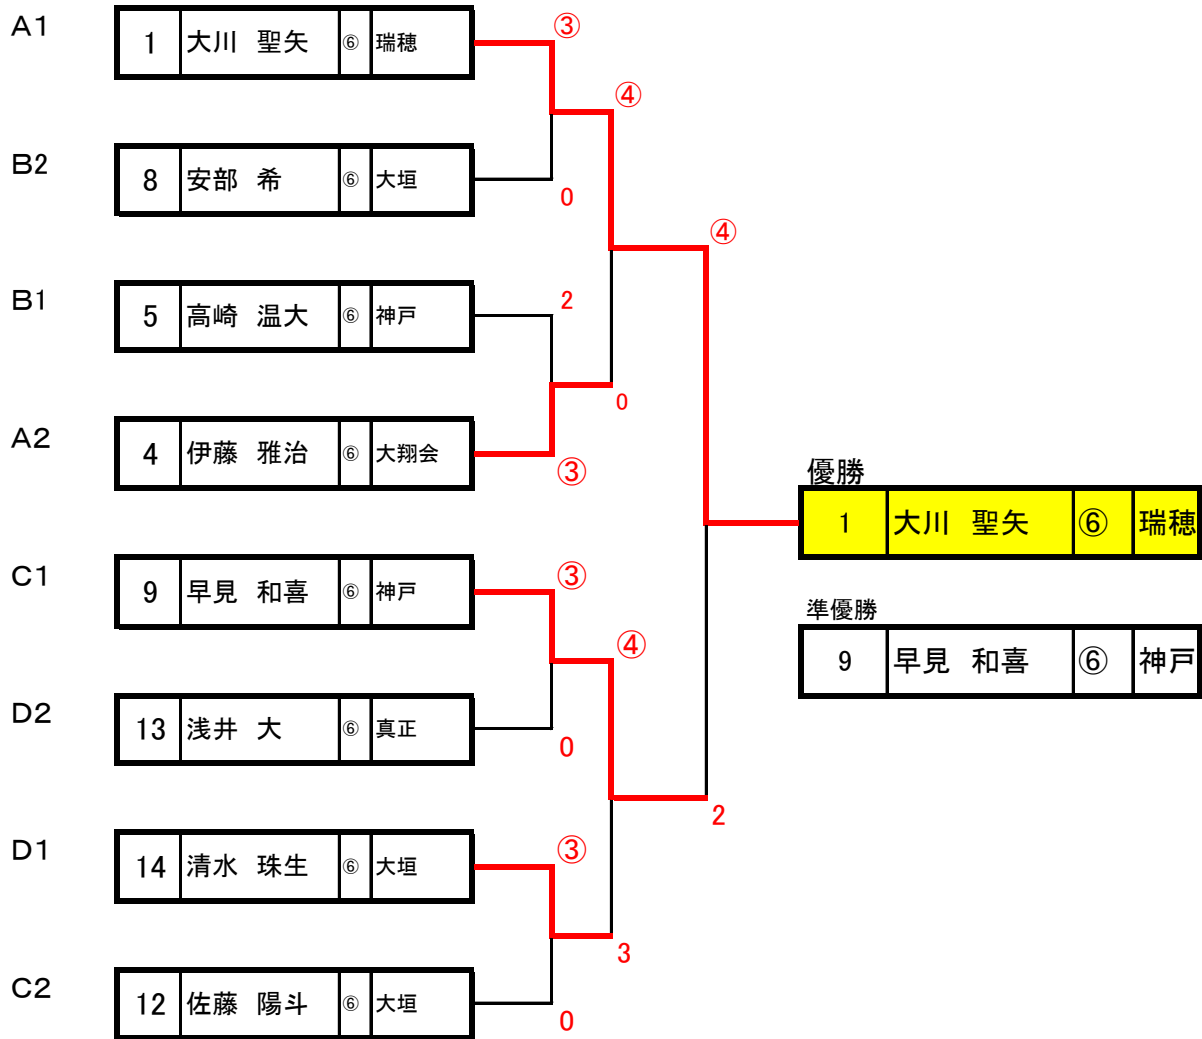 A1 1 大川 聖矢 ⑥ 瑞穂 ③
④
B2 8 安部 希 ⑥ 大垣 0
④
B1 5 高崎 温大 ⑥ 神戸 2
0
A2 4 伊藤 雅治 ⑥ 大翔会 ③
優勝
1 大川 聖矢 ⑥ 瑞穂
C1 9 早見 和喜 ⑥ 神戸 ③
準優勝
④
9 早見 和喜 ⑥ 神戸
D2 13 浅井 大 ⑥ 真正 0
2
D1 14 清水 珠生 ⑥ 大垣 ③
3
C2 12 佐藤 陽斗 ⑥ 大垣 0